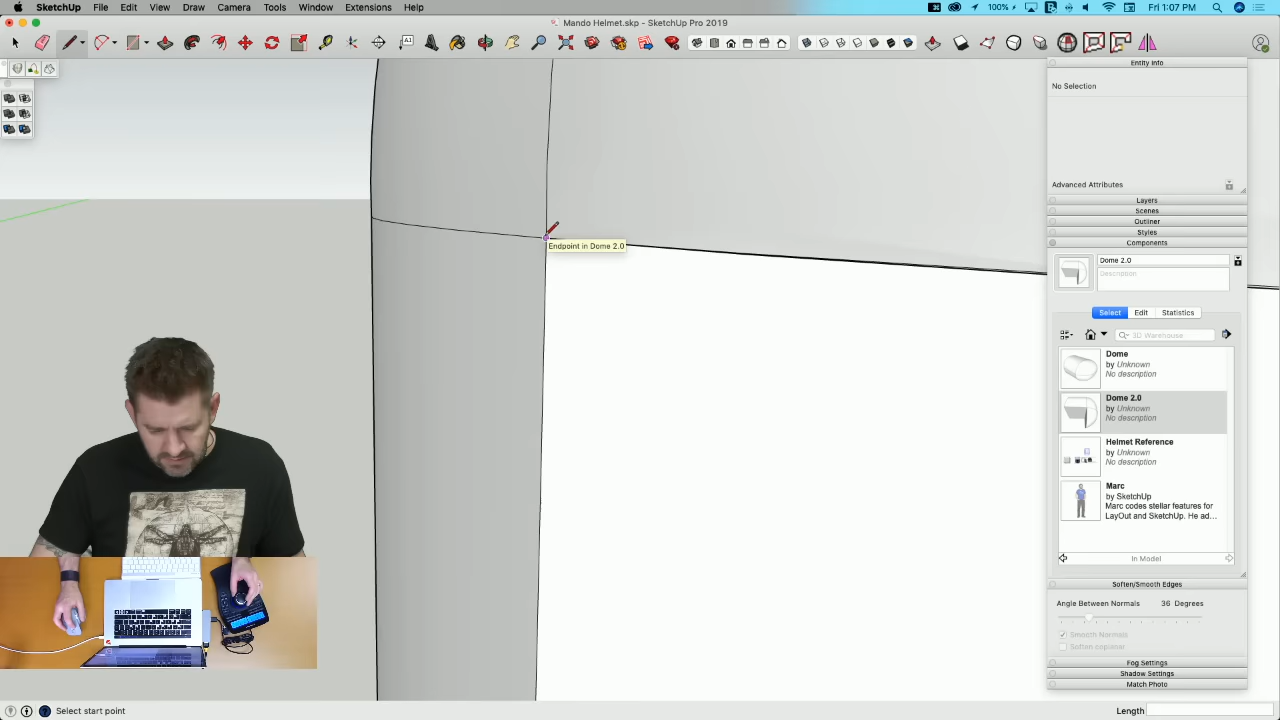 SketchUp File Edit View Draw Camera Tools Window Extensions Help
100% Fri 1:07 PM
Mando Helmet.skp - SketchUp Pro 2019
Endpoint in Dome 2.0
Entity Info
No Selection
Advanced Attributes
Layers
Scenes
Outliner
Styles
Components
Dome 2.0
Description
Select Edit Statistics
3D Warehouse
Dome
by Unknown
No description
Dome 2.0
by Unknown
No description
Helmet Reference
by Unknown
No description
Marc
by SketchUp
Marc codes stellar features for
LayOut and SketchUp. He ad...
In Model
Soften/Smooth Edges
Angle Between Normals 36 Degrees
Smooth Normals
Soften coplanar
Fog Settings
Shadow Settings
Match Photo
Select start point
Length